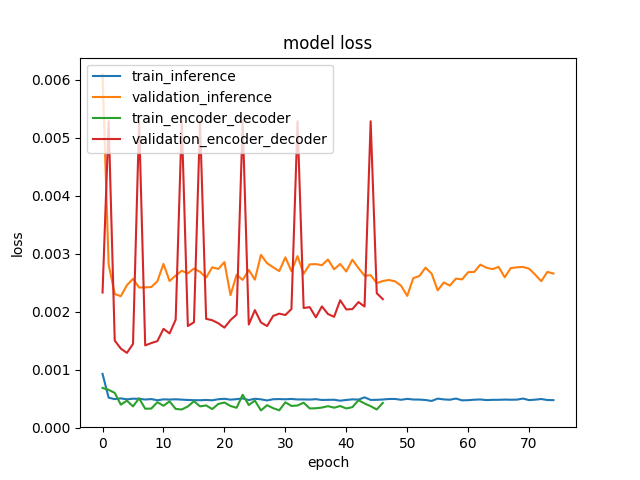 model loss
train_inference
validation_inference
train_encoder_decoder
validation_encoder_decoder
loss
0.006
0.005
0.004
0.003
0.002
0.001
0.000
0 10 20 30 40 50 60 70
epoch